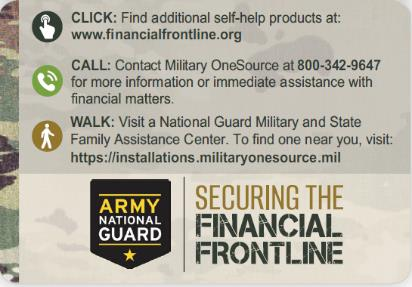 CLICK: Find additional self-help products at:
www.financialfrontline.org
CALL: Contact Military OneSource at 800-342-9647
for more information or immediate assistance with
financial matters.
WALK: Visit a National Guard Military and State
Family Assistance Center. To find one near you, visit:
https://installations.militaryonesource.mil
ARMY
NATIONAL
GUARD
SECURING THE
FINANCIAL
FRONTLINE